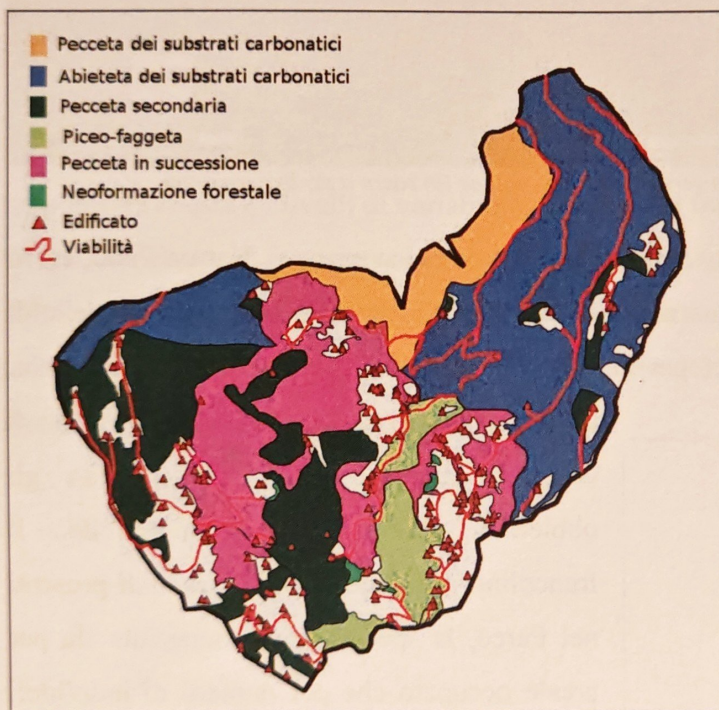 Pecceta dei substrati carbonatici
Abieteta dei substrati carbonatici
Pecceta secondaria
Piceo-faggeta
Pecceta in successione
Neoformazione forestale
Edificato
Viabilità